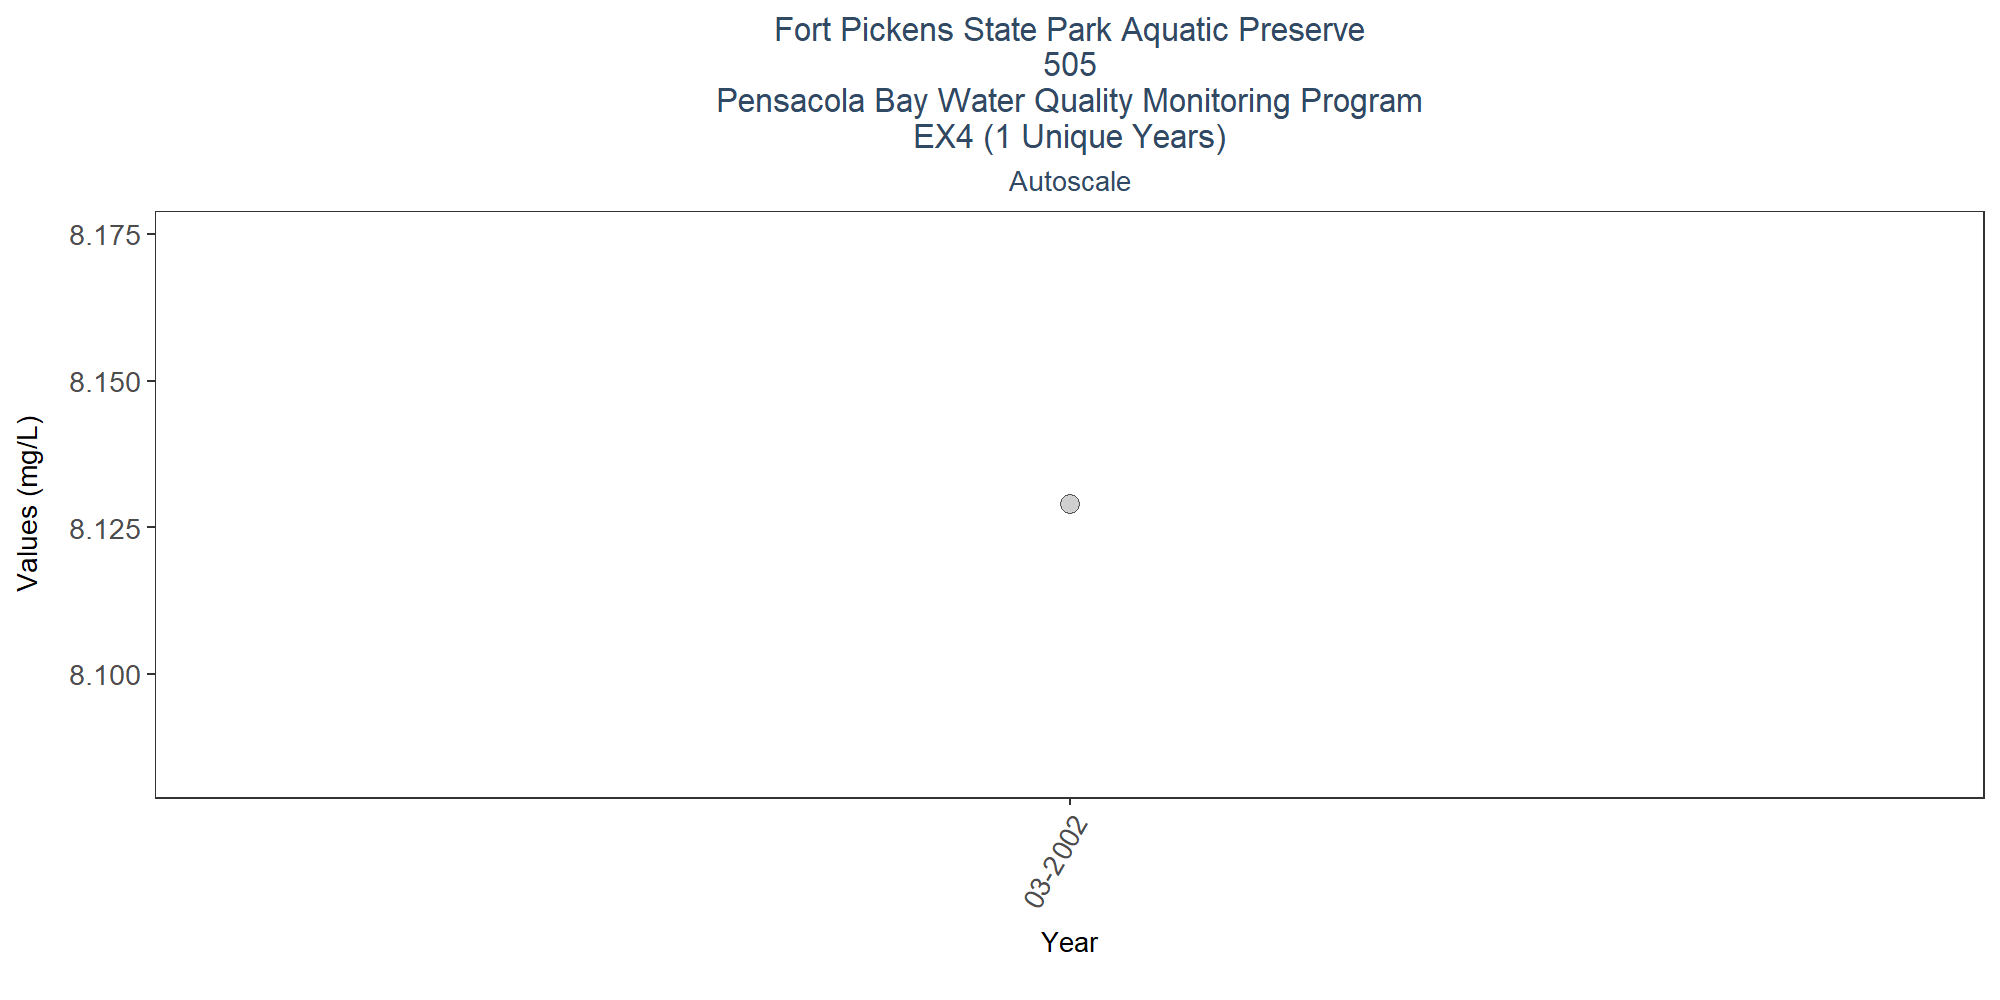 Fort Pickens State Park Aquatic Preserve
505
Pensacola Bay Water Quality Monitoring Program
EX4 (1 Unique Years)
Autoscale
8.175
8.150
8.125
8.100
Values (mg/L)
03-2002
Year